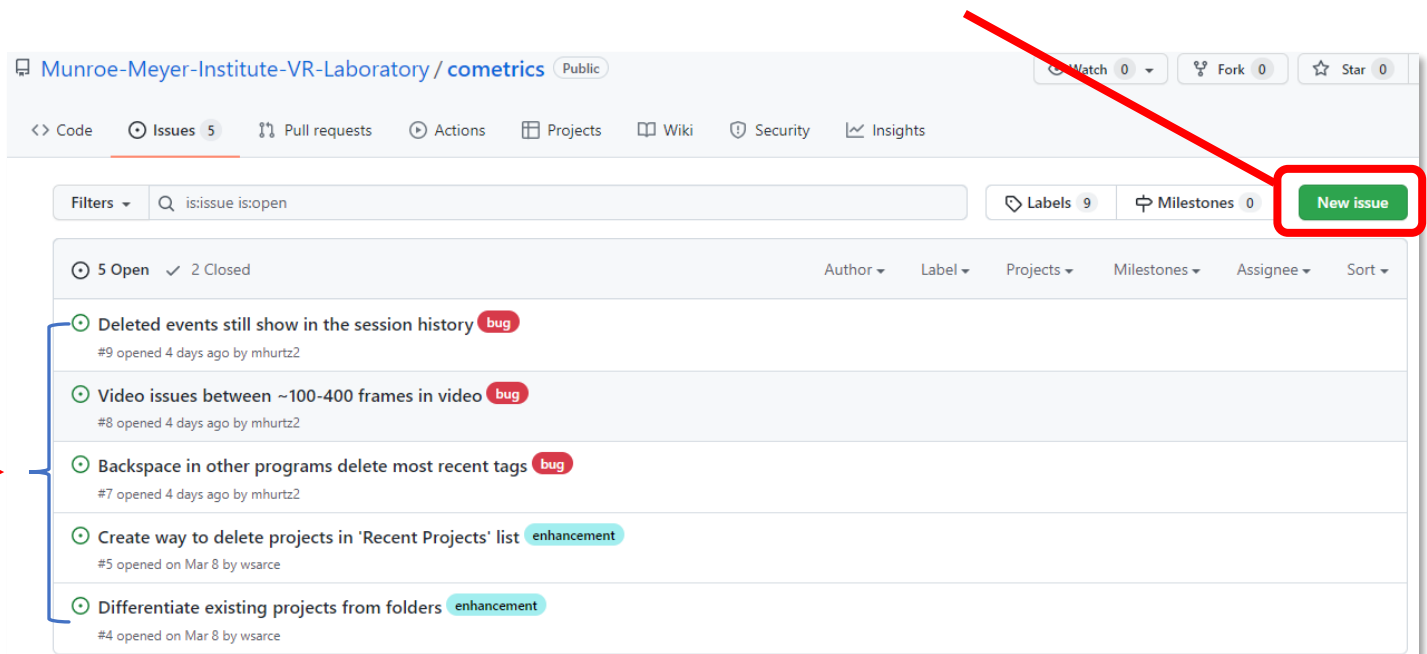 Munroe-Meyer-Institute-VR-Laboratory / cometrics Public Watch 0 Fork 0 Star 0
<> Code Issues 5 Pull requests Actions Projects Wiki Security Insights
Filters is:issue is:open Labels 9 Milestones 0 New issue
5 Open 2 Closed Author Label Projects Milestones Assignee Sort
Deleted events still show in the session history bug
#9 opened 4 days ago by mhurtz2
Video issues between ~100-400 frames in video bug
#8 opened 4 days ago by mhurtz2
Backspace in other programs delete most recent tags bug
#7 opened 4 days ago by mhurtz2
Create way to delete projects in 'Recent Projects' list enhancement
#5 opened on Mar 8 by wsarce
Differentiate existing projects from folders enhancement
#4 opened on Mar 8 by wsarce